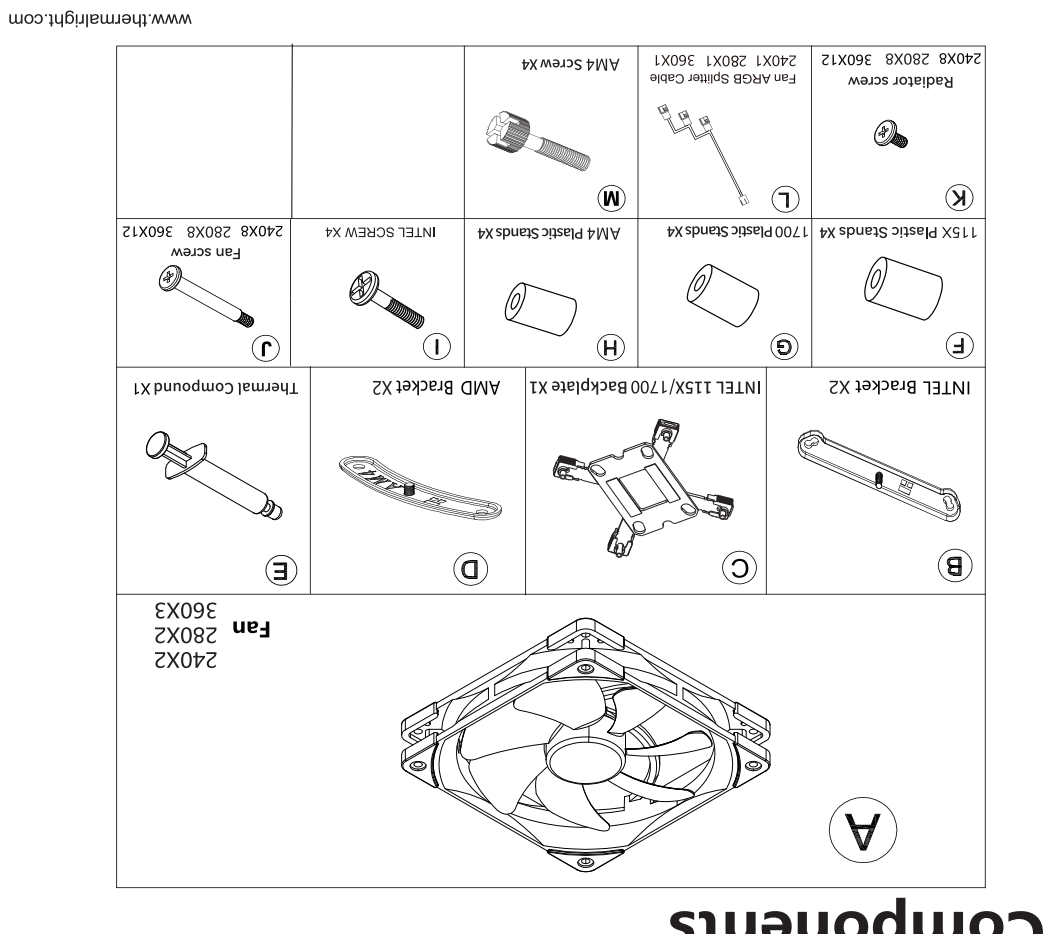 Components
A
Fan
240X2
280X2
360X3
B
INTEL Bracket X2
C
INTEL 115X/1700 Backplate X1
D
AM4
AMD Bracket X2
E
Thermal Compound X1
F
115X Plastic Stands X4
G
1700 Plastic Stands X4
H
AM4 Plastic Stands X4
I
INTEL SCREW X4
J
Fan screw
240X8 280X8 360X12
K
Radiator screw
240X8 280X8 360X12
L
Fan ARGB Splitter Cable
240X1 280X1 360X1
M
AM4 Screw X4
www.thermalright.com